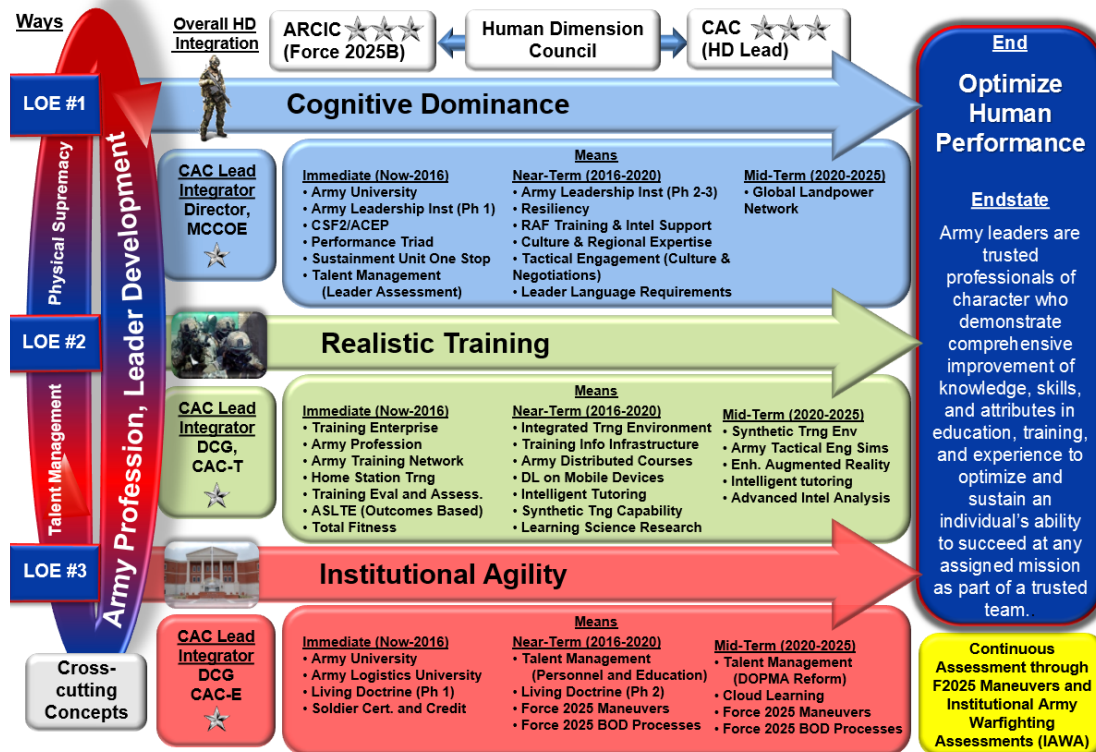 Ways
Overall HD
Integration
ARCIC
(Force 2025B)
Human Dimension
Council
CAC
(HD Lead)
LOE #1
Cognitive Dominance
CAC Lead
Integrator
Director,
MCCOE
Means
Immediate (Now-2016)
• Army University
• Army Leadership Inst (Ph 1)
• CSF2/ACEP
• Performance Triad
• Sustainment Unit One Stop
• Talent Management
(Leader Assessment)
Near-Term (2016-2020)
• Army Leadership Inst (Ph 2-3)
• Resiliency
• RAF Training & Intel Support
• Culture & Regional Expertise
• Tactical Engagement (Culture &
Negotiations)
• Leader Language Requirements
Mid-Term (2020-2025)
• Global Landpower
Network
Physical Supremacy
Army Profession, Leader Development
LOE #2
Realistic Training
Talent Management
CAC Lead
Integrator
DCG,
CAC-T
Means
Immediate (Now-2016)
• Training Enterprise
• Army Profession
• Army Training Network
• Home Station Trng
• Training Eval and Assess.
• ASLTE (Outcomes Based)
• Total Fitness
Near-Term (2016-2020)
• Integrated Trng Environment
• Training Info Infrastructure
• Army Distributed Courses
• DL on Mobile Devices
• Intelligent Tutoring
• Synthetic Tng Capability
• Learning Science Research
Mid-Term (2020-2025)
• Synthetic Trng Env
• Army Tactical Eng Sims
• Enh. Augmented Reality
• Intelligent tutoring
• Advanced Intel Analysis
LOE #3
Institutional Agility
CAC Lead
Integrator
DCG
CAC-E
Means
Immediate (Now-2016)
• Army University
• Army Logistics University
• Living Doctrine (Ph 1)
• Soldier Cert. and Credit
Near-Term (2016-2020)
• Talent Management
(Personnel and Education)
• Living Doctrine (Ph 2)
• Force 2025 Maneuvers
• Force 2025 BOD Processes
Mid-Term (2020-2025)
• Talent Management
(DOPMA Reform)
• Cloud Learning
• Force 2025 Maneuvers
• Force 2025 BOD Processes
Cross-
cutting
Concepts
End
Optimize
Human
Performance
Endstate
Army leaders are
trusted
professionals of
character who
demonstrate
comprehensive
improvement of
knowledge, skills,
and attributes in
education, training,
and experience to
optimize and
sustain an
individual's ability
to succeed at any
assigned mission
as part of a trusted
team.
Continuous
Assessment through
F2025 Maneuvers and
Institutional Army
Warfighting
Assessments (IAWA)